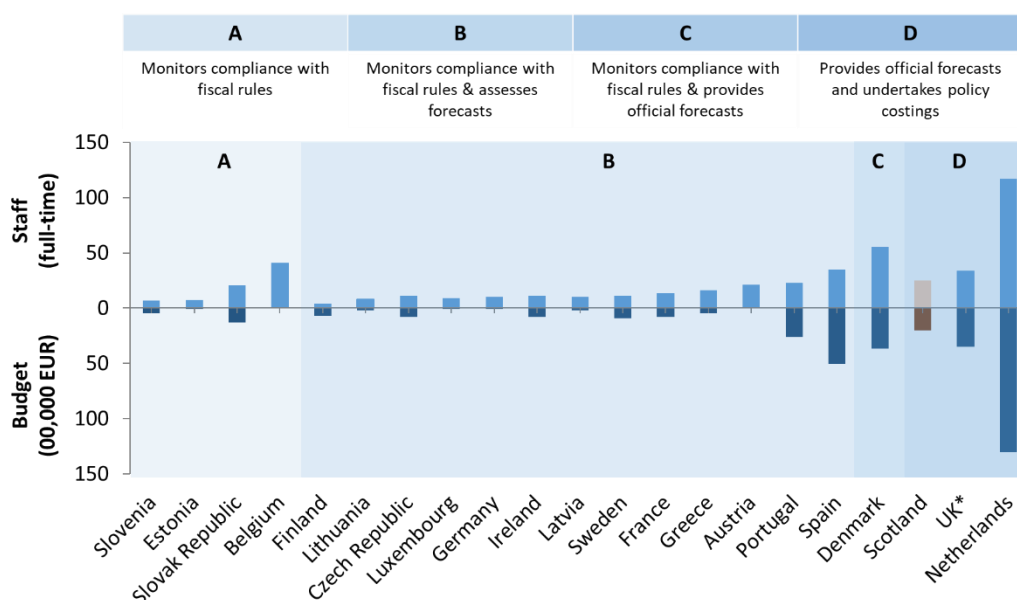 A
B
C
D
Monitors compliance with
fiscal rules
Monitors compliance with
fiscal rules & assesses
forecasts
Monitors compliance with
fiscal rules & provides
official forecasts
Provides official forecasts
and undertakes policy
costings
A
B
C
D
Staff
(full-time)
Budget
(00,000 EUR)
150
100
50
0
50
100
150
Slovenia
Estonia
Slovak Republic
Belgium
Finland
Lithuania
Czech Republic
Luxembourg
Germany
Ireland
Latvia
Sweden
France
Greece
Austria
Portugal
Spain
Denmark
Scotland
UK*
Netherlands